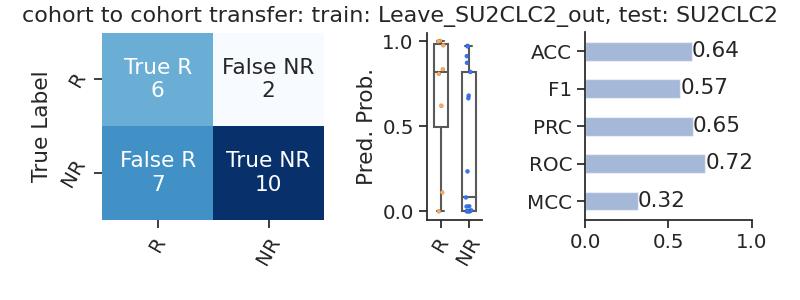 cohort to cohort transfer: train: Leave_SU2CLC2_out, test: SU2CLC2
True Label
R
NR
True R
6
False NR
2
False R
7
True NR
10
R
NR
Pred. Prob.
1.0
0.5
0.0
R
NR
ACC
0.64
F1
0.57
PRC
0.65
ROC
0.72
MCC
0.32
0.0
0.5
1.0